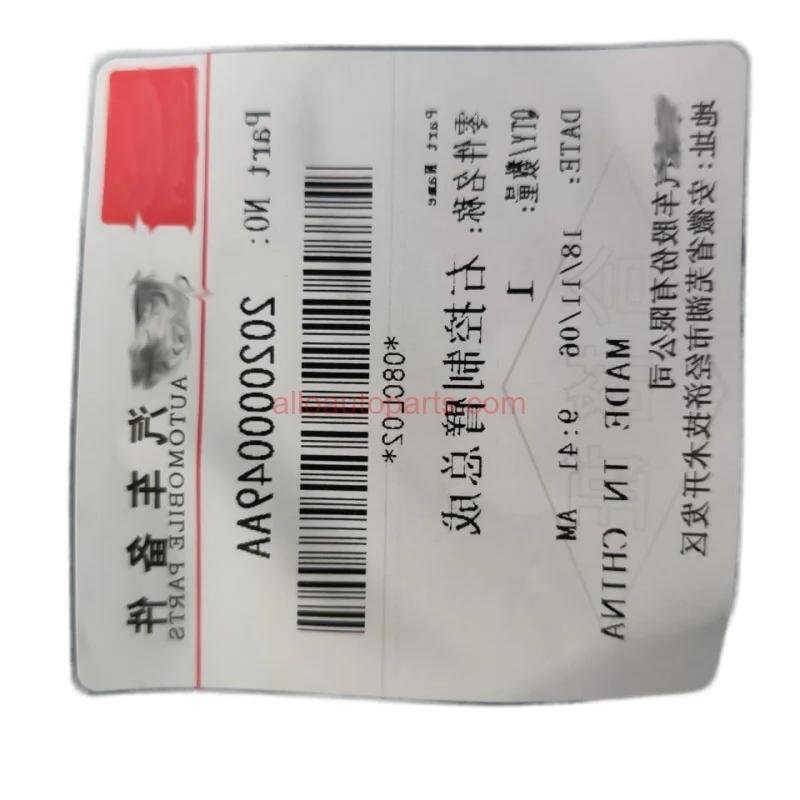 汽车备件
AUTOMOBILE PARTS
Part NO: 202000049AA
零件名称: 右控制臂总成
Part Name
QTY/数量: 1
DATE: 18/11/06 9:41 AM
MADE IN CHINA
汽车股份有限公司
地址:安徽省芜湖市经济技术开发区
alloautoparts.com